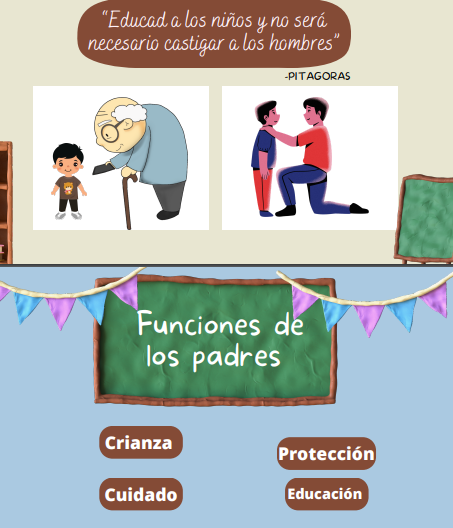 “Educad a los niños y no será
necesario castigar a los hombres”
-PITAGORAS
Funciones de
los padres
Crianza
Protección
Cuidado
Educación